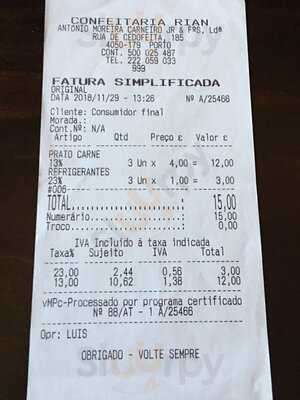 CONFEITARIA RIAN
ANTÓNIO MOREIRA CARNEIRO JR & FRS, Ldª
RUA DE CEDOFEITA, 185
4050-179 PORTO
CONT. 500 025 487
TEL. 222 059 033
999
FATURA SIMPLIFICADA
ORIGINAL
DATA 2018/11/29 - 13:26 Nº A/25466
Cliente: Consumidor final
Morada.:
Cont.Nº: N/A
Artigo Qtd Preço € Valor €
PRATO CARNE
13% 3 Un x 4,00= 12,00
REFRIGERANTES
23% 3 Un x 1,00= 3,00
#006
TOTAL: 15,00
Numerário: 15,00
Troco: 0,00
IVA Incluído à taxa indicada
Taxa% Sujeito IVA Total
23,00 2,44 0,56 3,00
13,00 10,62 1,38 12,00
vMPc-Processado por programa certificado
Nº 88/AT - 1 A/25466
Opr: LUIS
OBRIGADO - VOLTE SEMPRE